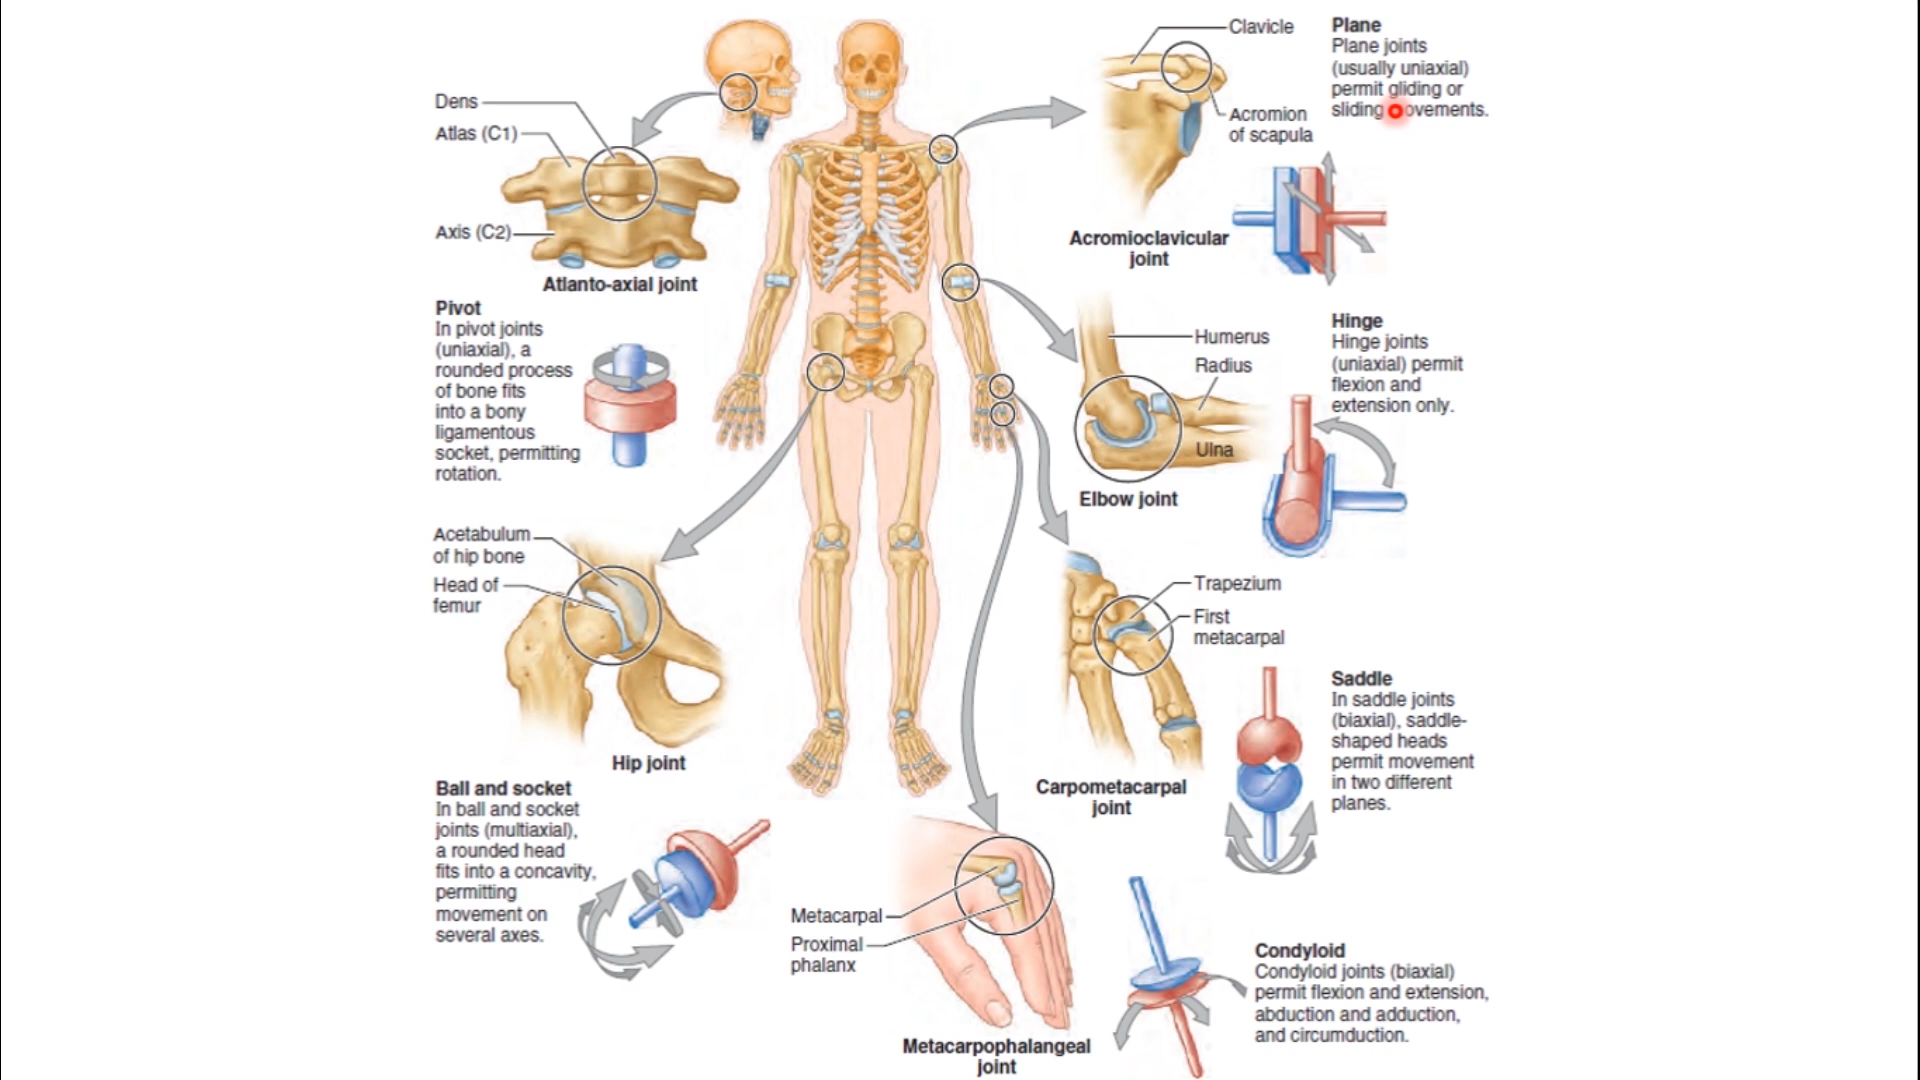 Dens
Atlas (C1)
Axis (C2)
Atlanto-axial joint
Pivot
In pivot joints
(uniaxial), a
rounded process
of bone fits
into a bony
ligamentous
socket, permitting
rotation.
Acetabulum
of hip bone
Head of
femur
Hip joint
Ball and socket
In ball and socket
joints (multiaxial),
a rounded head
fits into a concavity,
permitting
movement on
several axes.
Clavicle
Acromion
of scapula
Acromioclavicular
joint
Plane
Plane joints
(usually uniaxial)
permit gliding or
sliding ovements.
Humerus
Radius
Ulna
Elbow joint
Hinge
Hinge joints
(uniaxial) permit
flexion and
extension only.
Trapezium
First
metacarpal
Carpometacarpal
joint
Saddle
In saddle joints
(biaxial), saddle-
shaped heads
permit movement
in two different
planes.
Metacarpal
Proximal
phalanx
Metacarpophalangeal
joint
Condyloid
Condyloid joints (biaxial)
permit flexion and extension,
abduction and adduction,
and circumduction.